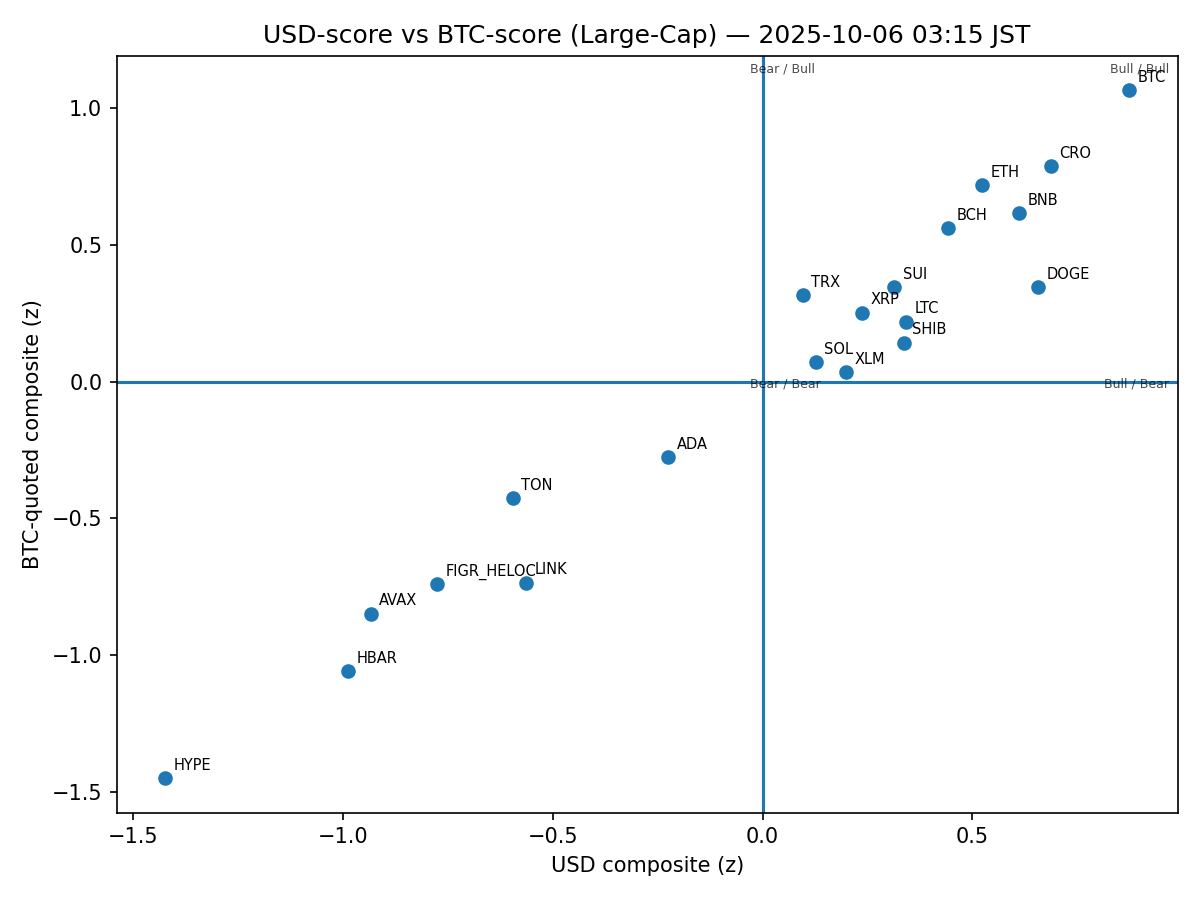 USD-score vs BTC-score (Large-Cap) — 2025-10-06 03:15 JST
Bear / Bull
Bull / Bull
BTC
CRO
ETH
BNB
BCH
SUI
DOGE
TRX
XRP
LTC
SHIB
SOL
XLM
Bear / Bear
Bull / Bear
ADA
TON
FIGR_HELOC
LINK
AVAX
HBAR
HYPE
1.0
0.5
0.0
−0.5
−1.0
−1.5
BTC-quoted composite (z)
−1.5
−1.0
−0.5
0.0
0.5
USD composite (z)